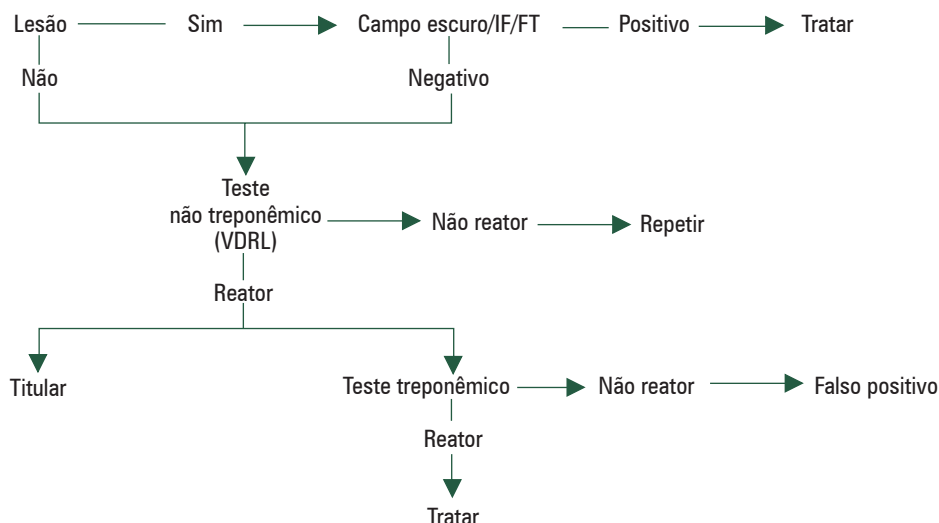 Lesão Sim Campo escuro/IF/FT Positivo Tratar
Não Negativo
Teste
não treponêmico
(VDRL)
Não reator Repetir
Reator
Titular Teste treponêmico Não reator Falso positivo
Reator
Tratar